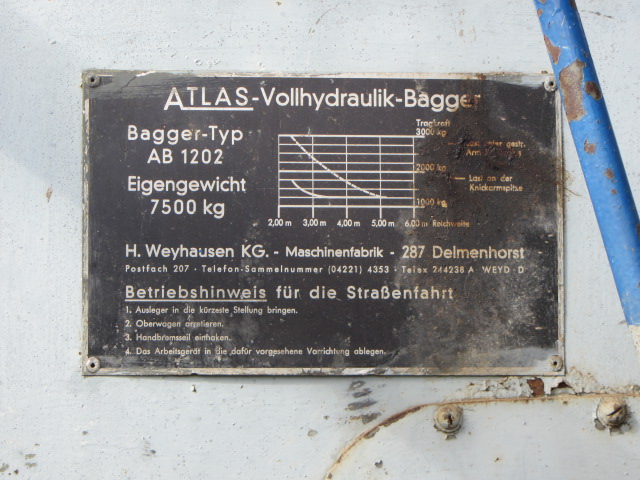 ATLAS-Vollhydraulik-Bagger
Bagger-Typ
AB 1202
Eigengewicht
7500 kg
Tragkraft
3000 kg
2000 kg
Last an der
Knickarmspitze
1000 kg
2,00 m 3,00 m 4,00 m 5,00 m 6,00 m Reichweite
H. Weyhausen KG. - Maschinenfabrik - 287 Delmenhorst
Postfach 207 · Telefon-Sammelnummer (04221) 4353 · Telex 244238 A WEYD D
Betriebshinweis für die Straßenfahrt
1. Ausleger in die kürzeste Stellung bringen.
2. Oberwagen arretieren.
3. Handbremsseil einhaken.
4. Das Arbeitsgerät in die dafür vorgesehene Vorrichtung ablegen.